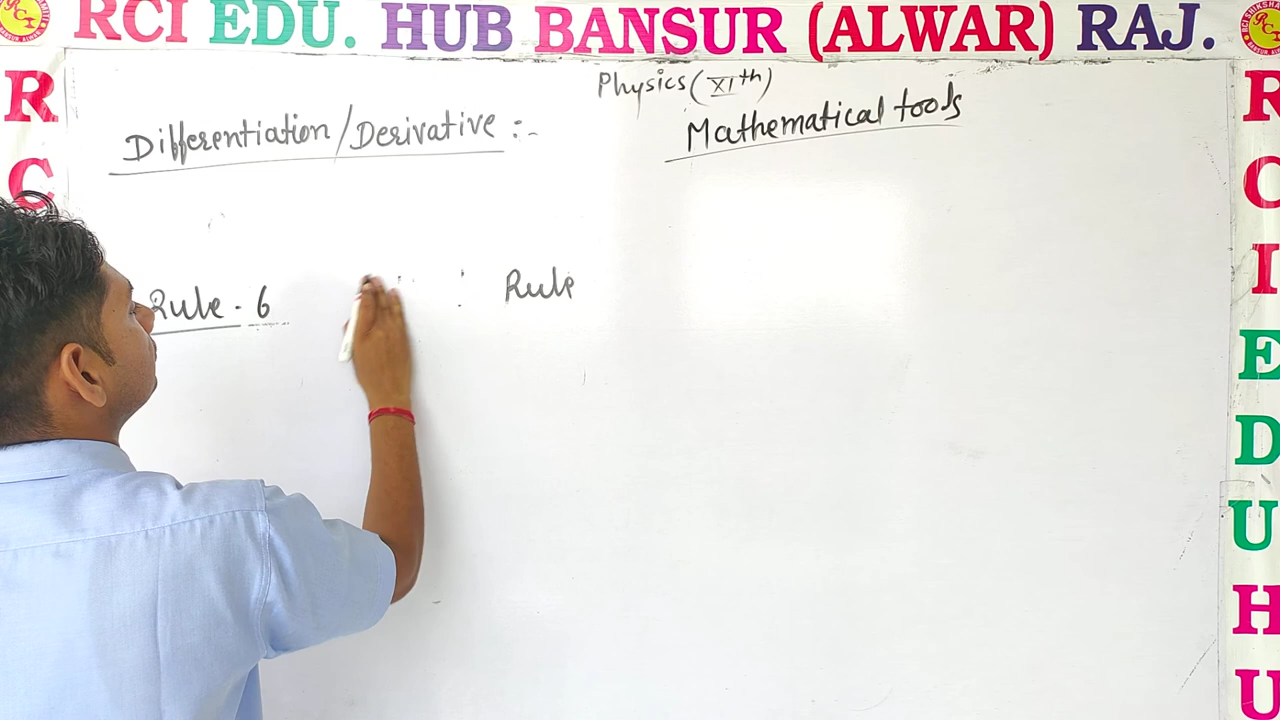 RCI EDU. HUB BANSUR (ALWAR) RAJ.
Physics (XIth)
Mathematical tools
Differentiation/Derivative :-
Rule - 6 : Rule
R
C
R
C
I
E
D
U
H
U